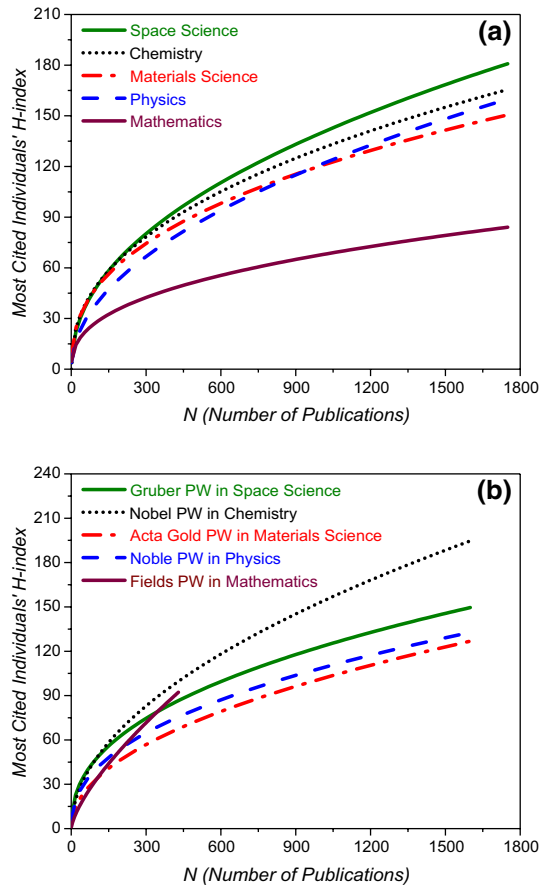 (a)
Space Science
Chemistry
Materials Science
Physics
Mathematics
Most Cited Individuals' H-index
210
180
150
120
90
60
30
0
0 300 600 900 1200 1500 1800
N (Number of Publications)
(b)
Gruber PW in Space Science
Nobel PW in Chemistry
Acta Gold PW in Materials Science
Noble PW in Physics
Fields PW in Mathematics
Most Cited Individuals' H-index
240
210
180
150
120
90
60
30
0
0 300 600 900 1200 1500 1800
N (Number of Publications)